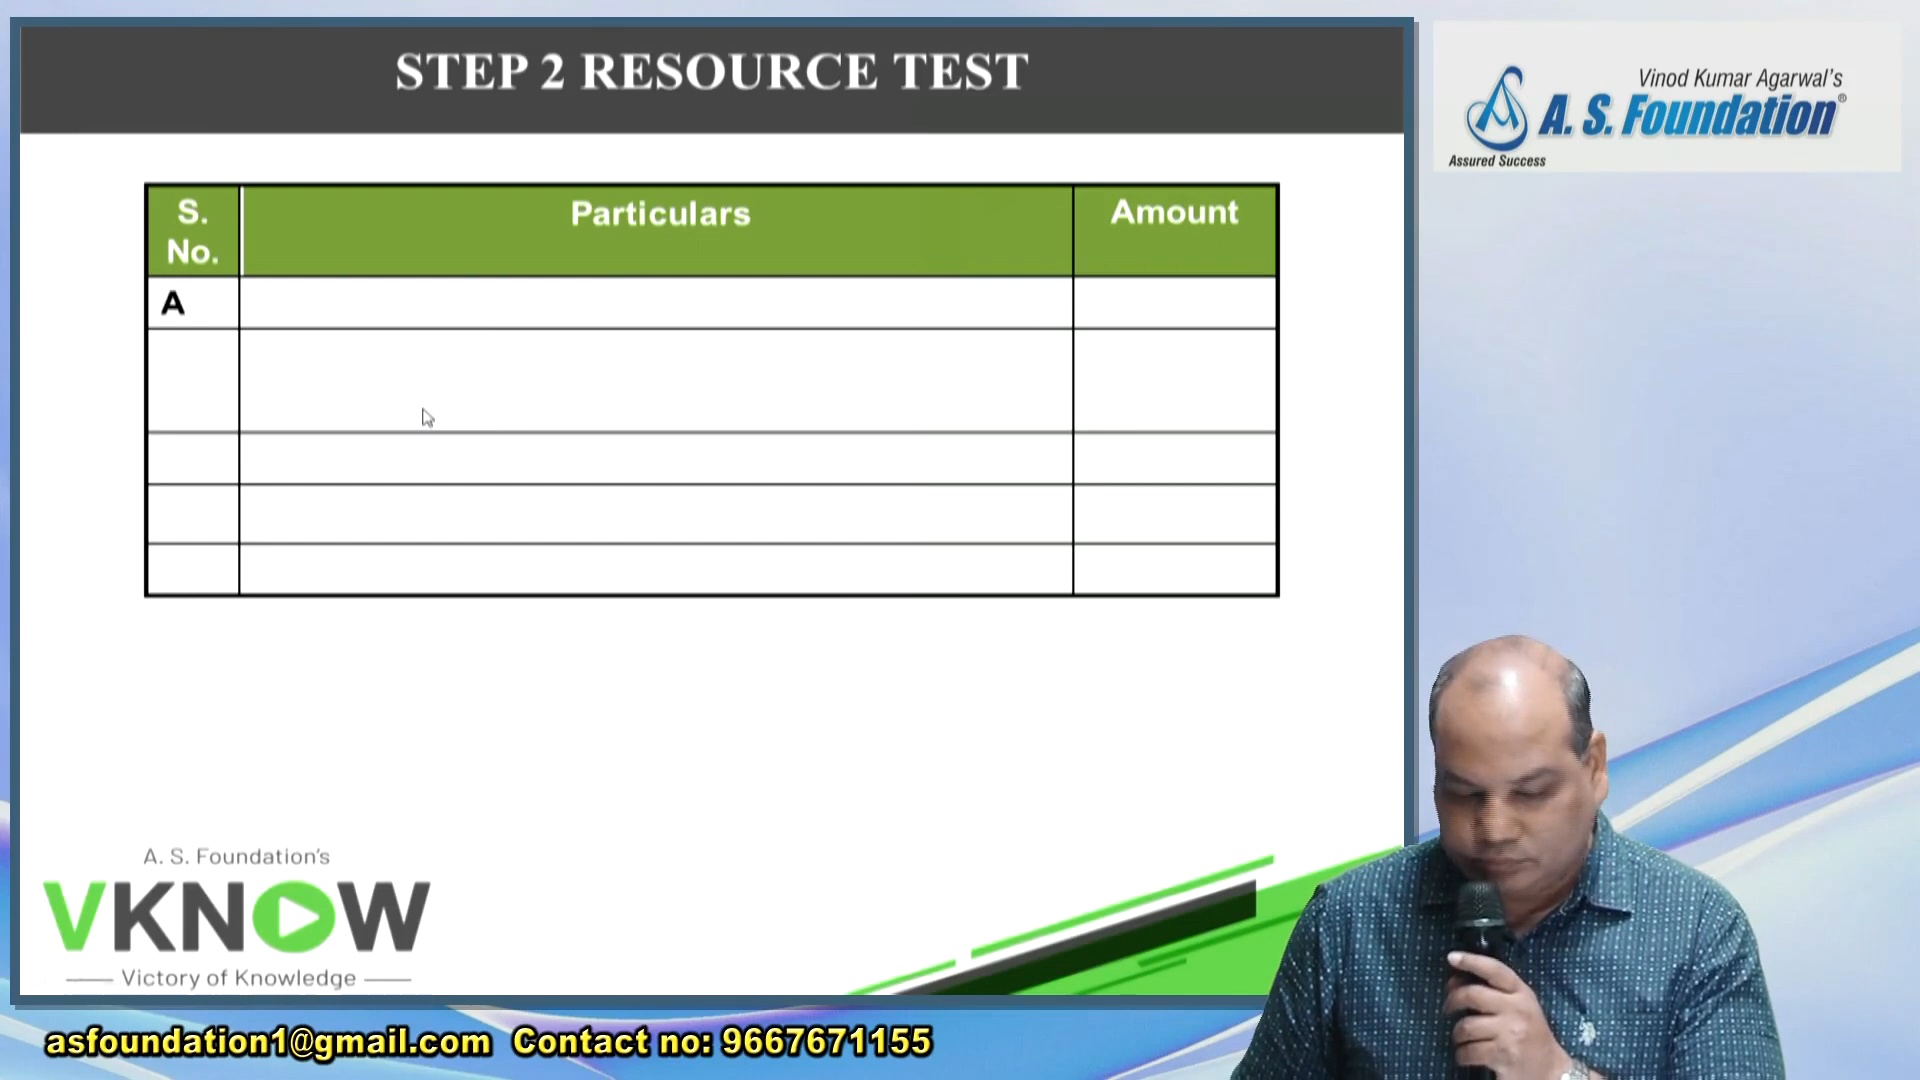 STEP 2 RESOURCE TEST
Vinod Kumar Agarwal's
A. S. Foundation®
Assured Success
S. No.
Particulars
Amount
A
A. S. Foundation's
VKNOW
Victory of Knowledge
asfoundation1@gmail.com Contact no: 9667671155